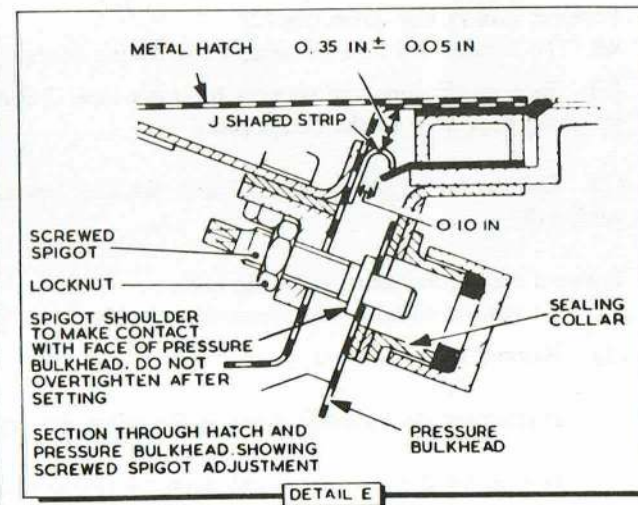 METAL HATCH 0.35 IN. ± 0.05 IN
J SHAPED STRIP
0.10 IN
SCREWED
SPIGOT
LOCKNUT
SPIGOT SHOULDER
TO MAKE CONTACT
WITH FACE OF PRESSURE
BULKHEAD. DO NOT
OVERTIGHTEN AFTER
SETTING
SEALING
COLLAR
SECTION THROUGH HATCH AND
PRESSURE BULKHEAD.SHOWING
SCREWED SPIGOT ADJUSTMENT
PRESSURE
BULKHEAD
DETAIL E